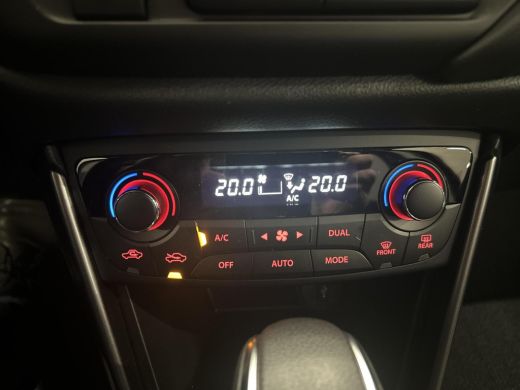 20.0 20.0
A/C
A/C DUAL
FRONT REAR
OFF AUTO MODE